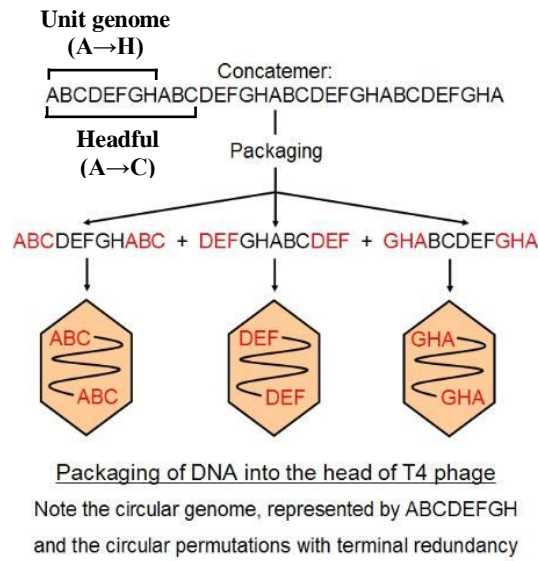 Unit genome
(A→H)
Concatemer:
ABCDEFGHABCDEFGHABCDEFGHABCDEFGHA
Headful
(A→C)
Packaging
ABCDEFGHABC + DEFGHABCDEF + GHABCDEFGHA
ABC DEF GHA
ABC DEF GHA
Packaging of DNA into the head of T4 phage
Note the circular genome, represented by ABCDEFGH
and the circular permutations with terminal redundancy